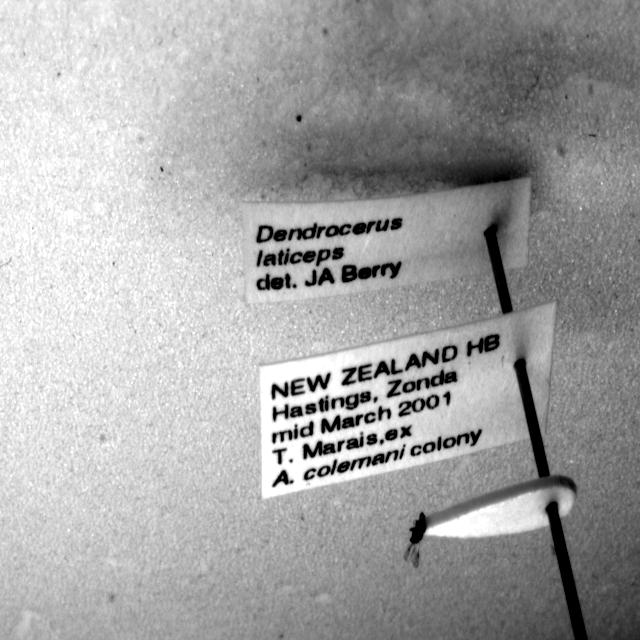 Dendrocerus
laticeps
det. JA Berry
NEW ZEALAND HB
Hastings, Zonda
mid March 2001
T. Marais, ex
A. colemani colony